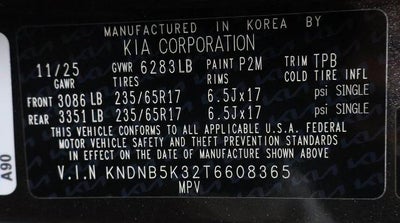 MANUFACTURED IN KOREA BY
KIA CORPORATION
11/25 GVWR 6283LB PAINT P2M TRIM TPB
GAWR TIRES RIMS COLD TIRE INFL
FRONT 3086 LB 235/65R17 6.5Jx17 psi SINGLE
REAR 3351 LB 235/65R17 6.5Jx17 psi SINGLE
THIS VEHICLE CONFORMS TO ALL APPLICABLE U.S.A. FEDERAL
MOTOR VEHICLE SAFETY AND THEFT PREVENTION STANDARDS
IN EFFECT ON THE DATE OF MANUFACTURE SHOWN ABOVE
V.I.N KNDNB5K32T6608365
MPV
A90